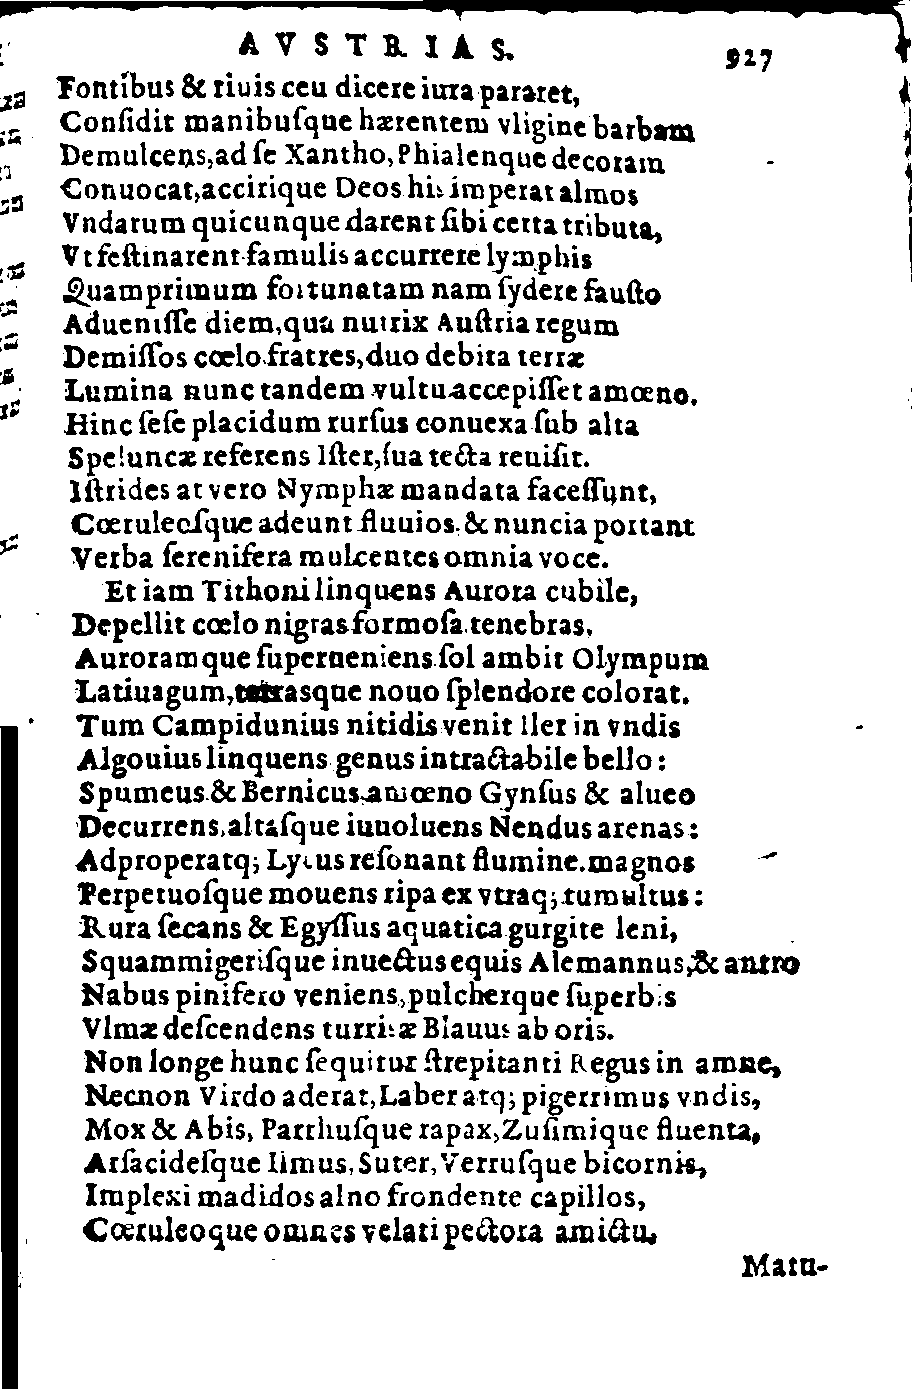 AVSTRIAS. 927
Fontibus & riuis ceu dicere iura pararet,
Conſidit manibuſque hærentem vligine barbam
Demulcens, ad ſe Xantho, Phialenque decoram
Conuocat, accirique Deos his imperat almos
Vndarum quicunque darent ſibi certa tributa,
Vt feſtinarent famulis accurrere lymphis
Quamprimum fortunatam nam ſydere fauſto
Adueniſſe diem, qua nutrix Auſtria regum
Demiſſos cœlo fratres, duo debita terræ
Lumina nunc tandem vultu accepiſſet amœno.
Hinc ſeſe placidum rurſus conuexa ſub alta
Speluncæ referens Iſter, ſua tecta reuiſit.
Iſtrides at vero Nymphæ mandata faceſſunt,
Cœruleoſque adeunt fluuios & nuncia portant
Verba ſerenifera mulcentes omnia voce.
Et iam Tithoni linquens Aurora cubile,
Depellit cœlo nigras formoſa tenebras,
Auroramque ſuperueniens ſol ambit Olympum
Latiuagum, terrasque nouo ſplendore colorat.
Tum Campidunius nitidis venit Iler in vndis
Algouius linquens genus intractabile bello:
Spumeus & Bernicus amœno Gynſus & alueo
Decurrens, altaſque iuuoluens Nendus arenas:
Adproperatq; Lycus reſonant flumine magnos
Perpetuoſque mouens ripa ex vtraq; tumultus:
Rura ſecans & Egyſſus aquatica gurgite leni,
Squammigeriſque inuectus equis Alemannus, & antro
Nabus pinifero veniens, pulcherque ſuperbis
Vlmæ deſcendens turritæ Blauus ab oris.
Non longe hunc ſequitur ſtrepitanti Regus in amne,
Necnon Virdo aderat, Laber atq; pigerrimus vndis,
Mox & Abis, Parrhuſque rapax, Zuſimique fluenta,
Arſacideſque Ilmus, Suter, Verruſque bicornis,
Implexi madidos alno frondente capillos,
Cœruleoque omnes velati pectora amictu.
Matu-